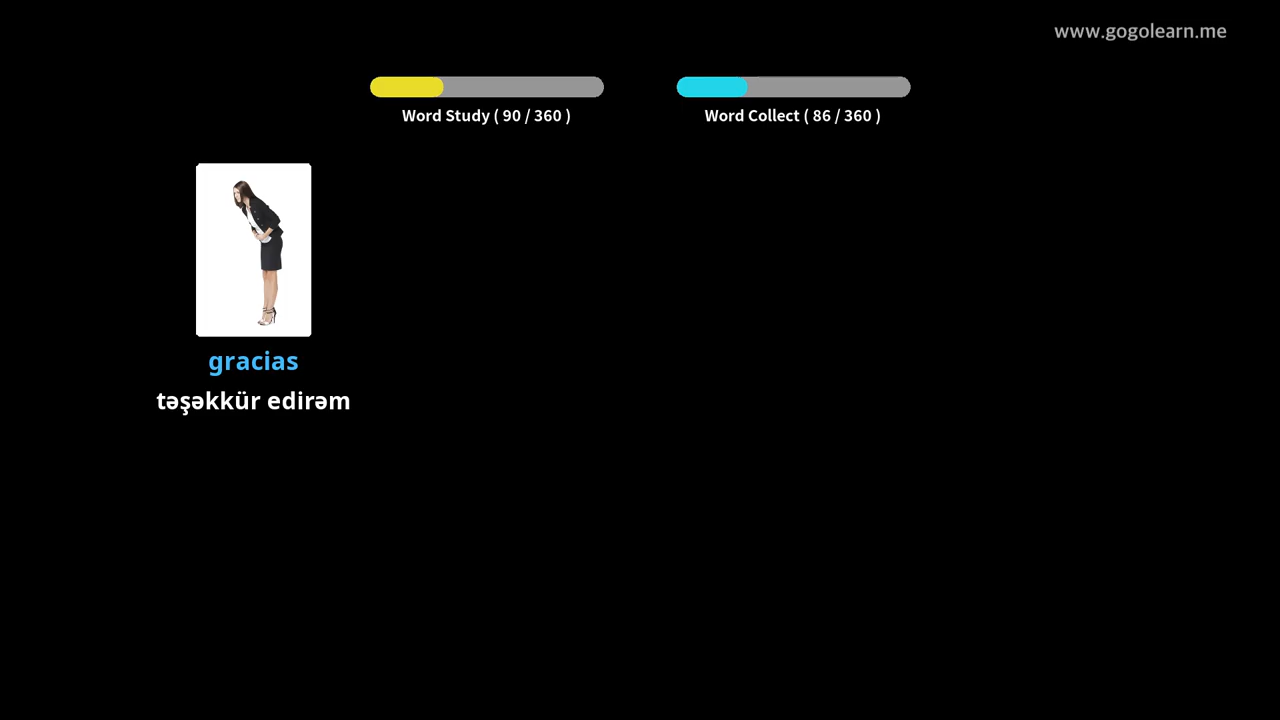 www.gogolearn.me
Word Study ( 90 / 360 )
Word Collect ( 86 / 360 )
gracias
təşəkkür edirəm